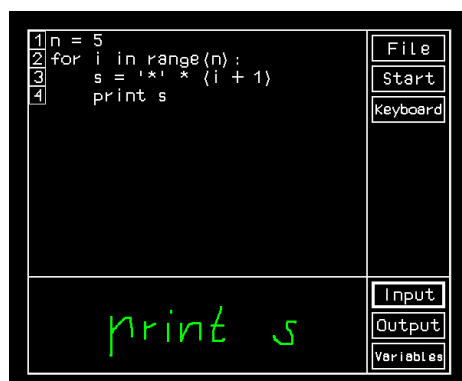 1 n = 5
2 for i in range(n):
3 s = '*' * (i + 1)
4 print s
File
Start
Keyboard
print s
Input
Output
Variables